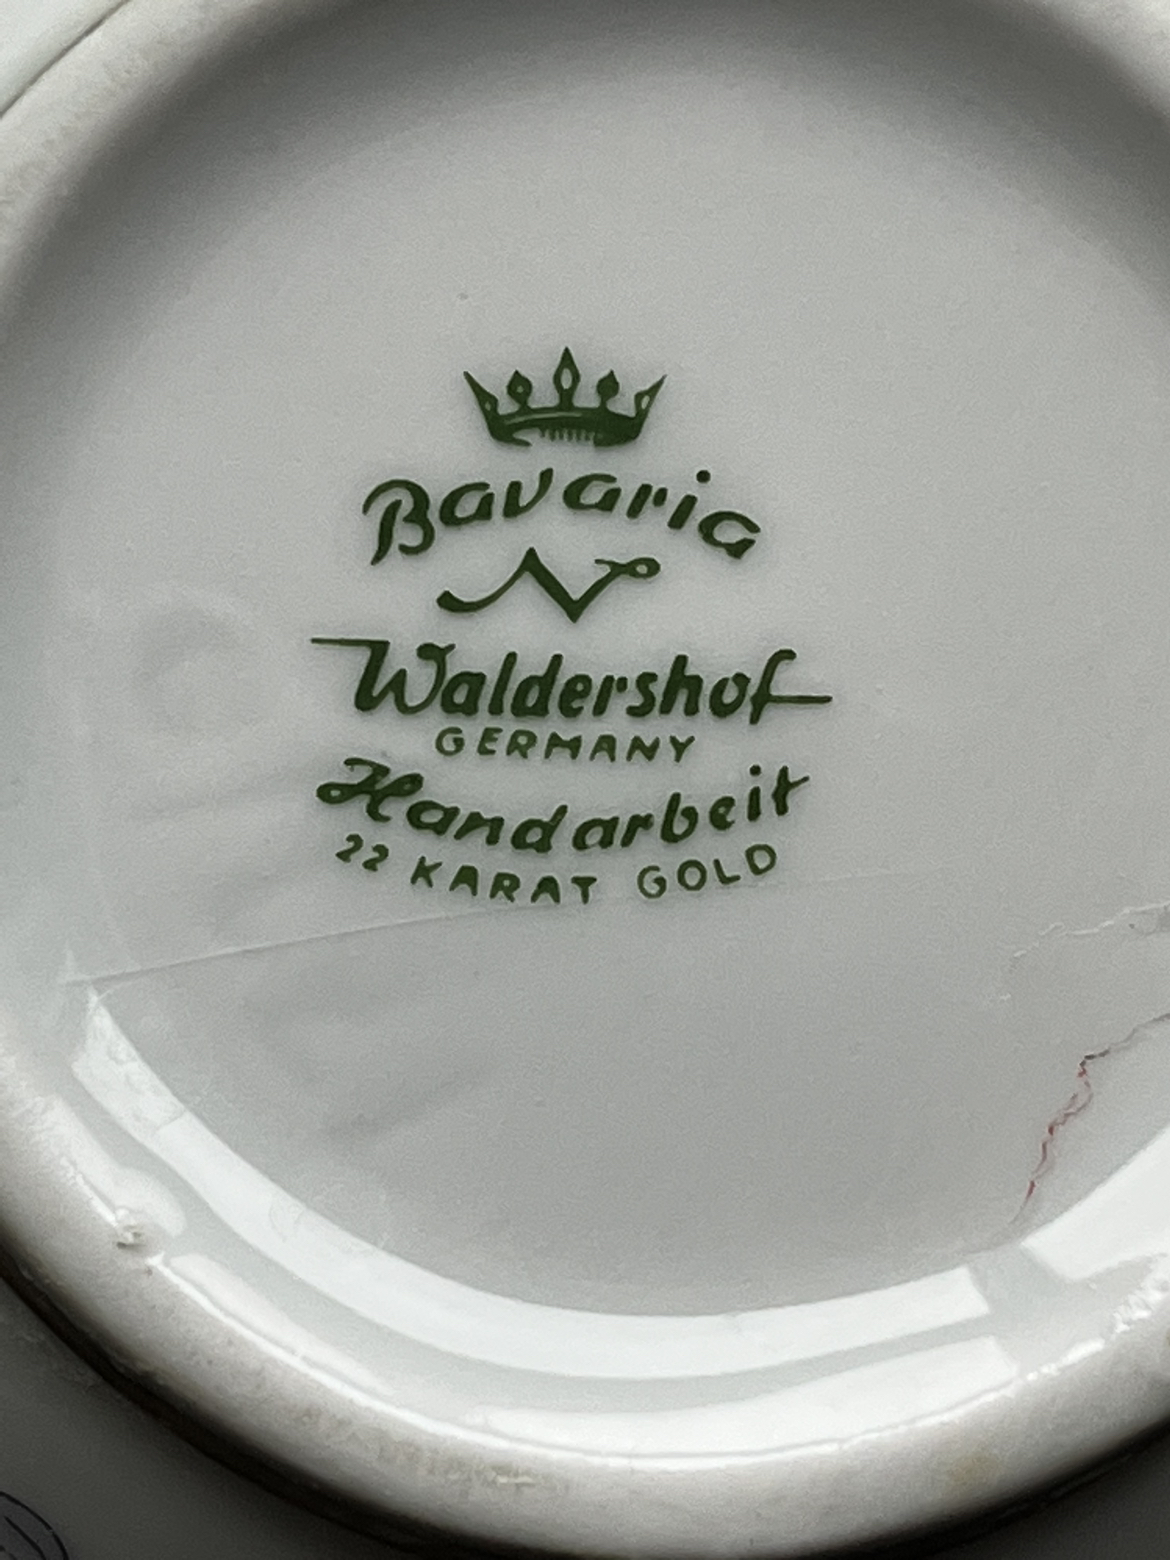 Bavaria
N
Waldershof
GERMANY
Handarbeit
22 KARAT GOLD